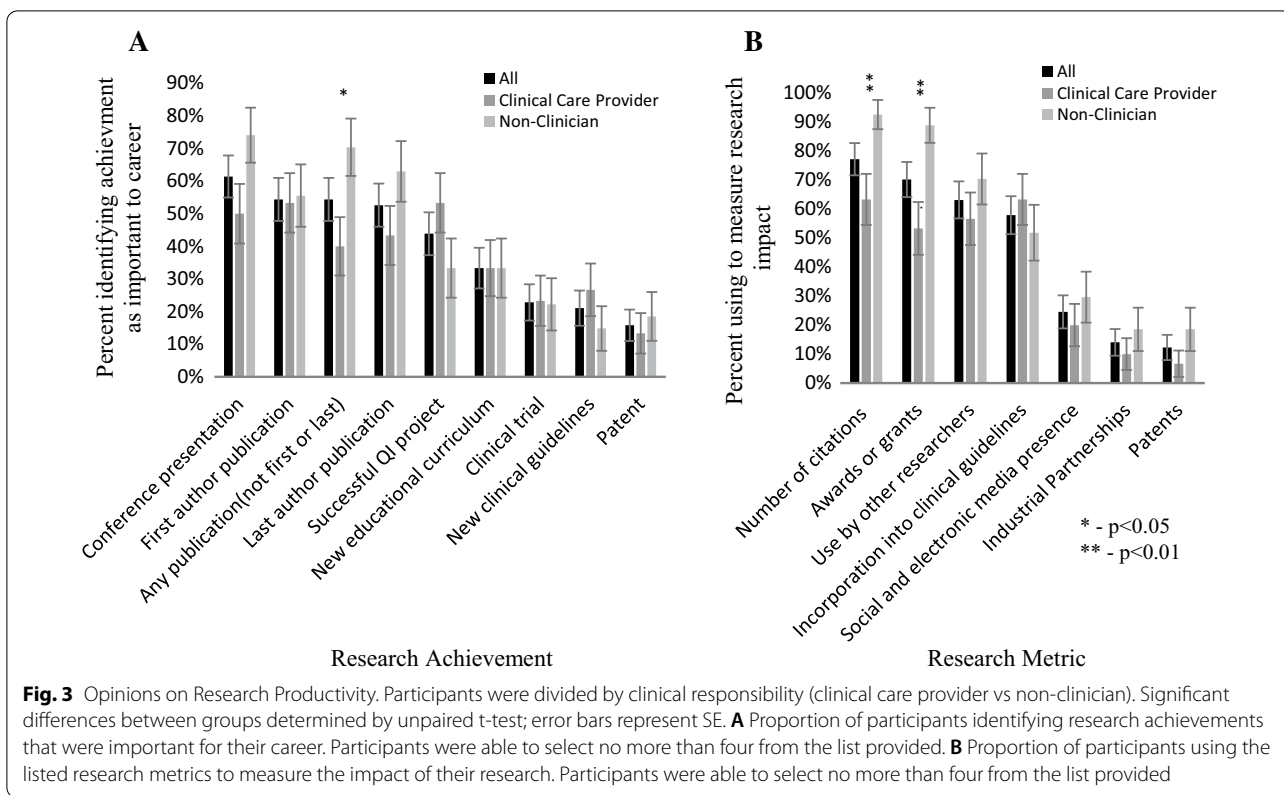 A
Percent identifying achievment
as important to career
90%
80%
70%
60%
50%
40%
30%
20%
10%
0%
All
Clinical Care Provider
Non-Clinician
*
Conference presentation
First author publication
Any publication(not first or last)
Last author publication
Successful QI project
New educational curriculum
Clinical trial
New clinical guidelines
Patent
Research Achievement
B
Percent using to measure research
impact
100%
90%
80%
70%
60%
50%
40%
30%
20%
10%
0%
All
Clinical Care Provider
Non-Clinician
**
**
Number of citations
Awards or grants
Use by other researchers
Incorporation into clinical guidelines
Social and electronic media presence
Industrial Partnerships
Patents
* - p<0.05
** - p<0.01
Research Metric
Fig. 3 Opinions on Research Productivity. Participants were divided by clinical responsibility (clinical care provider vs non-clinician). Significant
differences between groups determined by unpaired t-test; error bars represent SE. A Proportion of participants identifying research achievements
that were important for their career. Participants were able to select no more than four from the list provided. B Proportion of participants using the
listed research metrics to measure the impact of their research. Participants were able to select no more than four from the list provided